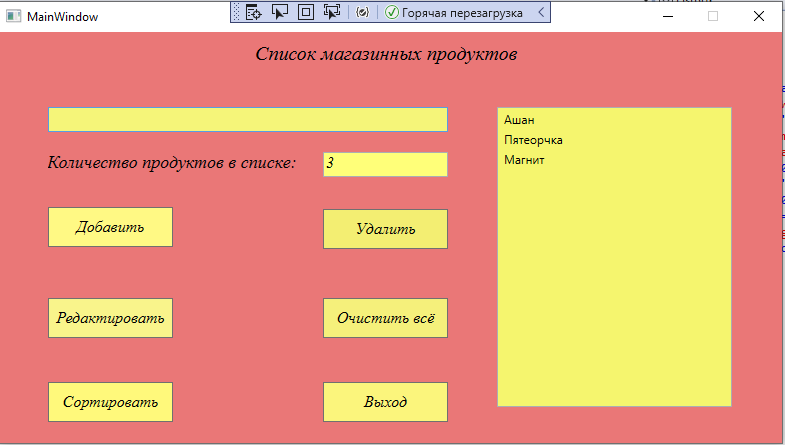 MainWindow
Горячая перезагрузка
Список магазинных продуктов
Количество продуктов в списке:
3
Ашан
Пятеорчка
Магнит
Добавить
Удалить
Редактировать
Очистить всё
Сортировать
Выход